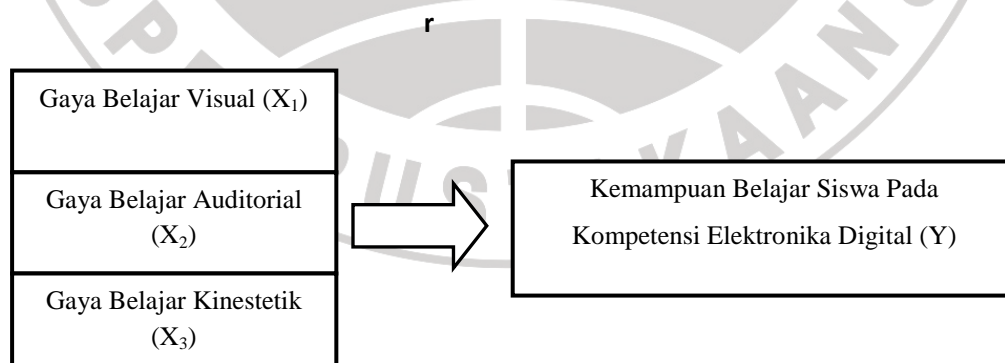 r
Gaya Belajar Visual (X₁)
Gaya Belajar Auditorial
(X₂)
Gaya Belajar Kinestetik
(X₃)
Kemampuan Belajar Siswa Pada
Kompetensi Elektronika Digital (Y)